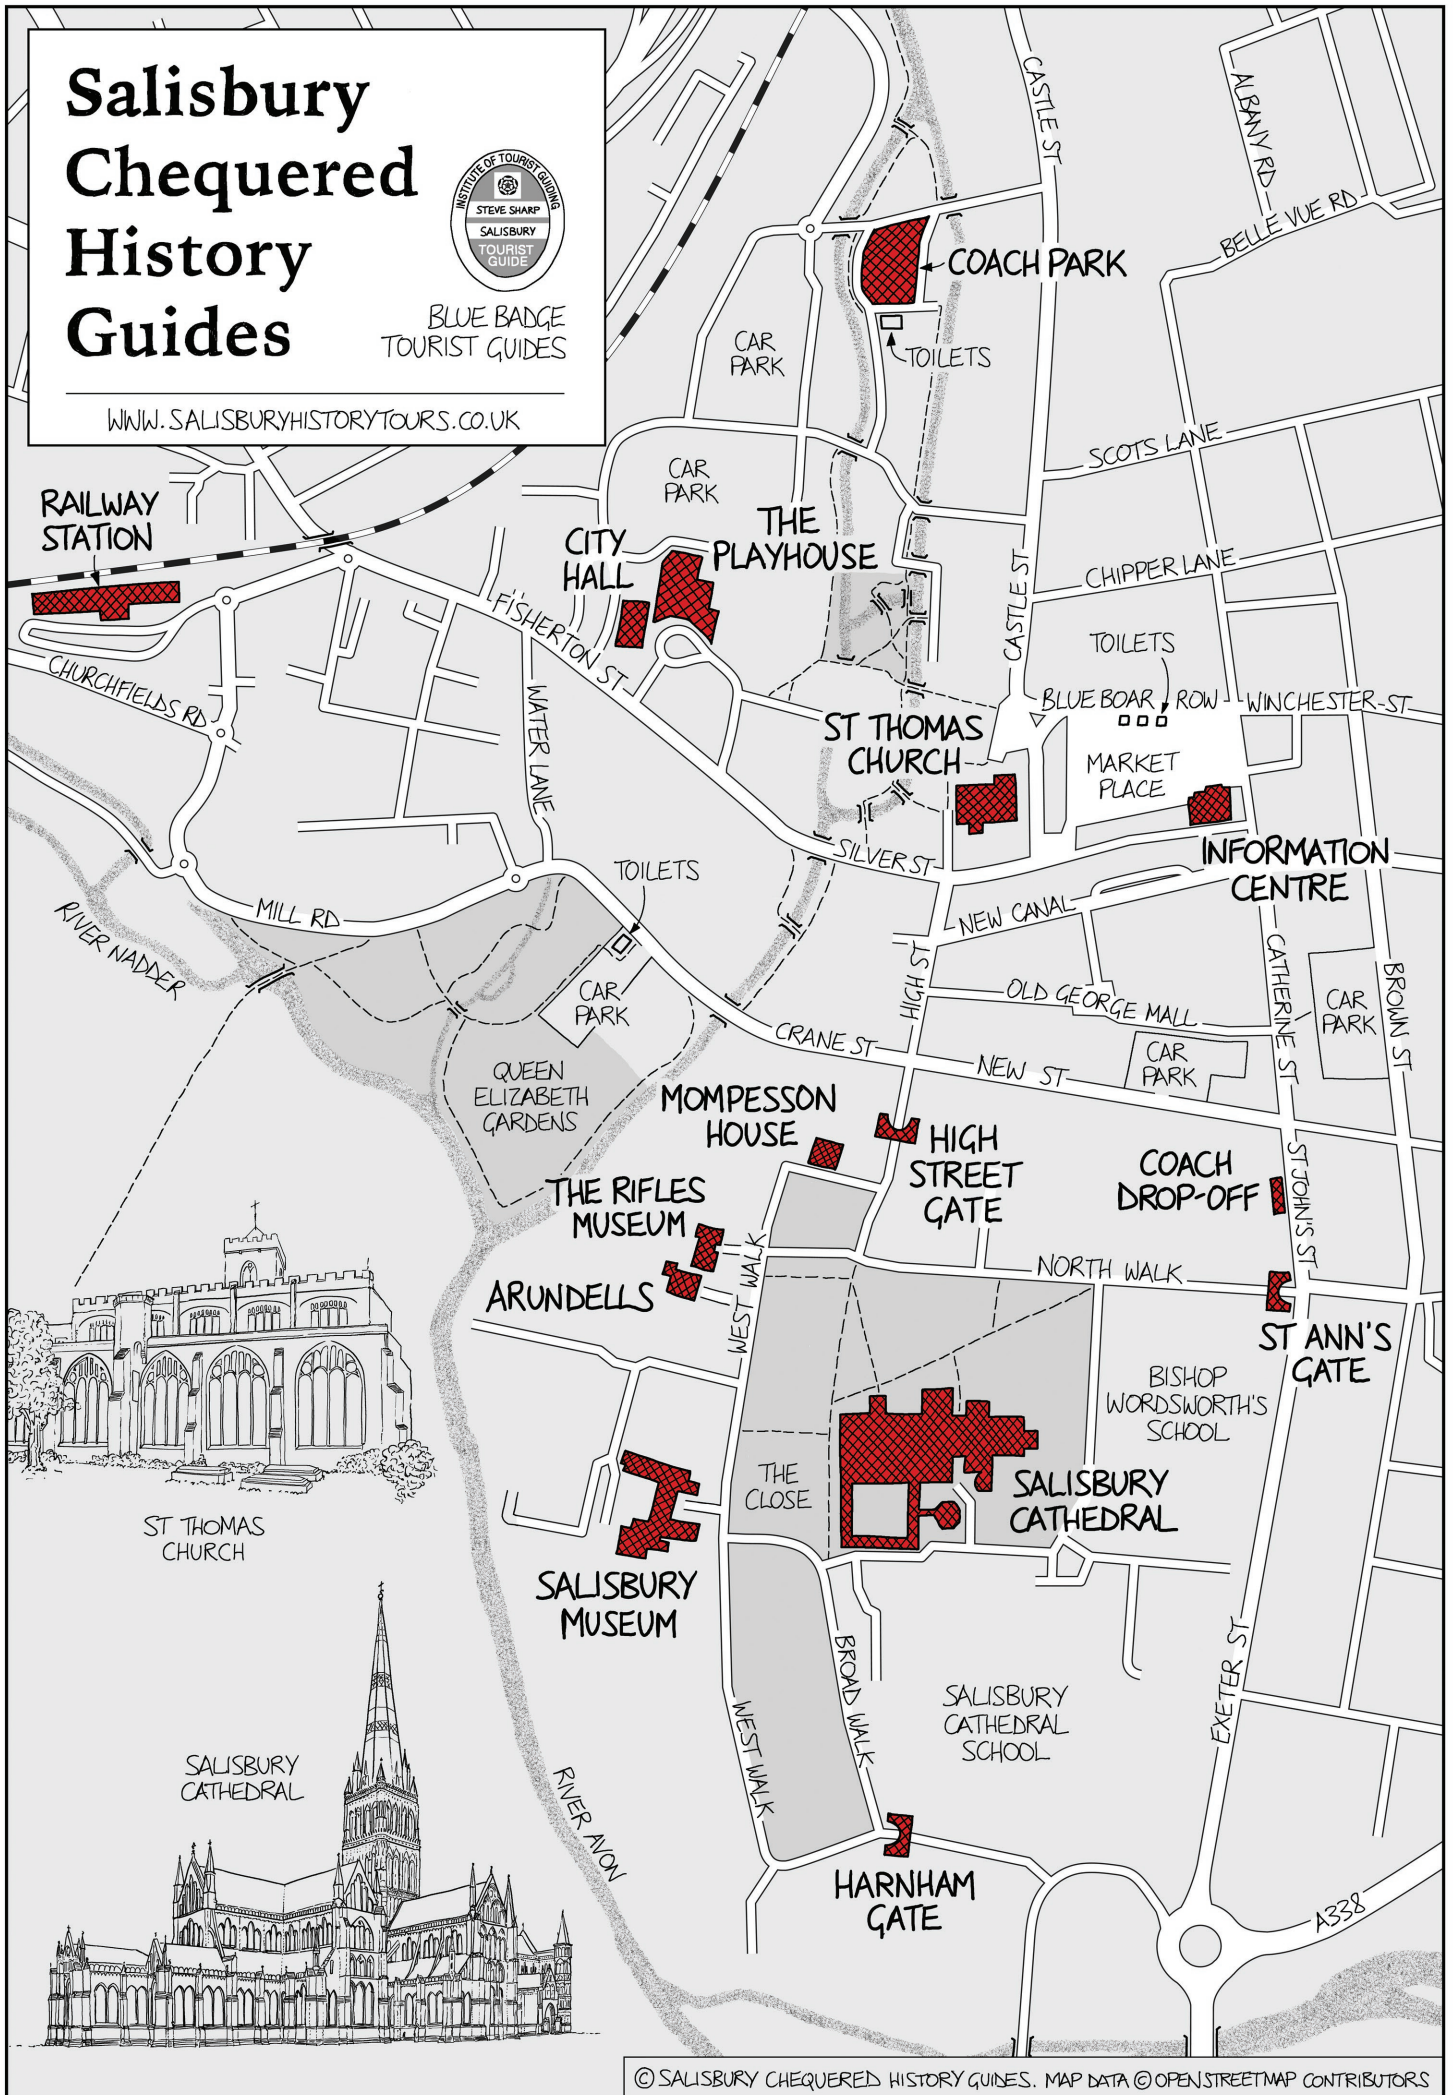 Salisbury
Chequered
History
Guides
INSTITUTE OF TOURIST GUIDING
STEVE SHARP
SALISBURY
TOURIST
GUIDE
BLUE BADGE
TOURIST GUIDES
WWW.SALISBURYHISTORYTOURS.CO.UK
CASTLE ST
ALBANY RD
BELLE VUE RD
COACH PARK
CAR
PARK
TOILETS
SCOTS LANE
CAR
PARK
RAILWAY
STATION
CITY
HALL
THE
PLAYHOUSE
CASTLE ST
CHIPPER LANE
FISHERTON ST
TOILETS
CHURCHFIELDS RD
WATER LANE
BLUE BOAR ROW
WINCHESTER ST
ST THOMAS
CHURCH
MARKET
PLACE
SILVER ST
INFORMATION
CENTRE
TOILETS
MILL RD
NEW CANAL
RIVER NADDER
HIGH ST
CATHERINE ST
BROWN ST
OLD GEORGE MALL
CAR
PARK
CAR
PARK
CRANE ST
NEW ST
CAR
PARK
QUEEN
ELIZABETH
GARDENS
MOMPESSON
HOUSE
HIGH
STREET
GATE
COACH
DROP-OFF
ST JOHN'S ST
THE RIFLES
MUSEUM
WEST WALK
NORTH WALK
ARUNDELLS
ST ANN'S
GATE
BISHOP
WORDSWORTH'S
SCHOOL
THE
CLOSE
SALISBURY
CATHEDRAL
ST THOMAS
CHURCH
SALISBURY
MUSEUM
BROAD WALK
EXETER ST
SALISBURY
CATHEDRAL
SCHOOL
WEST WALK
SALISBURY
CATHEDRAL
RIVER AVON
HARNHAM
GATE
A338
© SALISBURY CHEQUERED HISTORY GUIDES. MAP DATA © OPENSTREETMAP CONTRIBUTORS